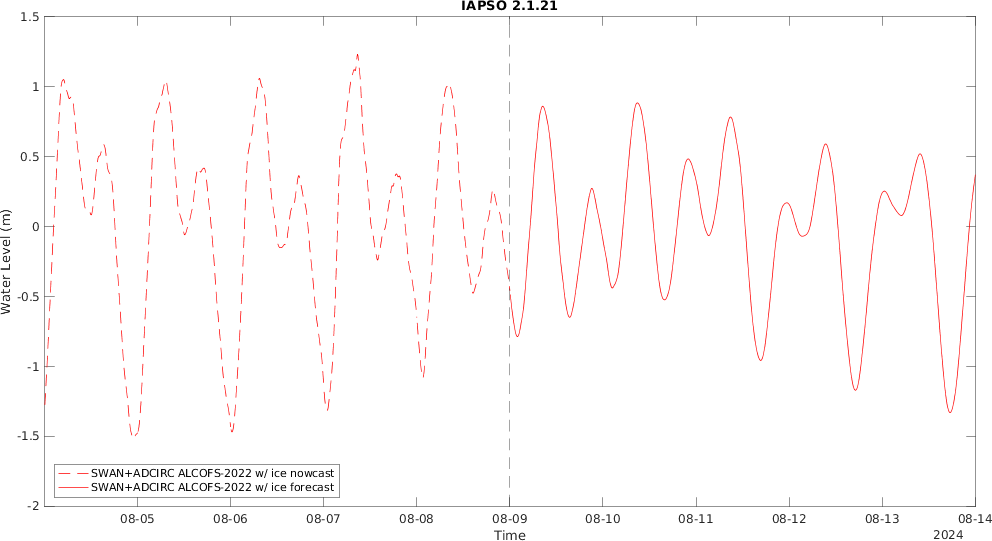 IAPSO 2.1.21
1.5
1
0.5
0
-0.5
-1
-1.5
-2
Water Level (m)
SWAN+ADCIRC ALCOFS-2022 w/ ice nowcast
SWAN+ADCIRC ALCOFS-2022 w/ ice forecast
08-05 08-06 08-07 08-08 08-09 08-10 08-11 08-12 08-13 08-14
Time
2024